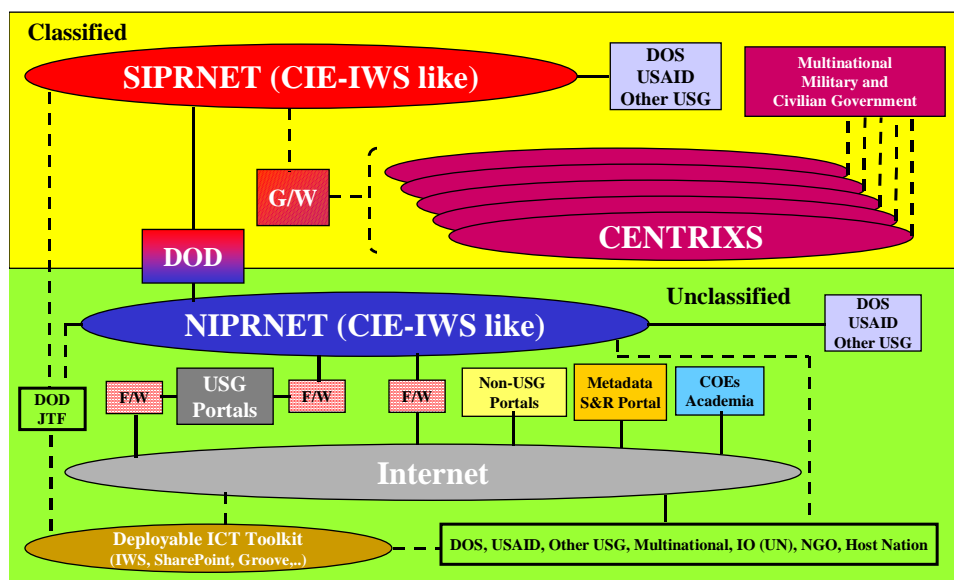 Classified
SIPRNET (CIE-IWS like)
DOS
USAID
Other USG
Multinational
Military and
Civilian Government
G/W
CENTRIXS
DOD
Unclassified
NIPRNET (CIE-IWS like)
DOS
USAID
Other USG
DOD
JTF
F/W
USG
Portals
F/W
F/W
Non-USG
Portals
Metadada
S&R Portal
COEs
Academia
Internet
Deployable ICT Toolkit
(IWS, SharePoint, Groove,..)
DOS, USAID, Other USG, Multinational, IO (UN), NGO, Host Nation